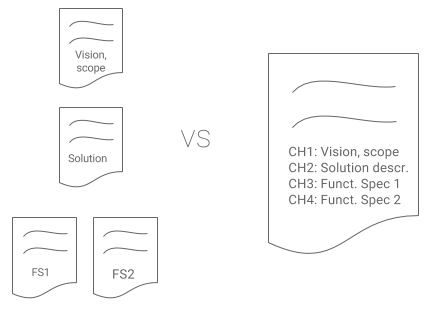 Vision,
scope
Solution
FS1
FS2
VS
CH1: Vision, scope
CH2: Solution descr.
CH3: Funct. Spec 1
CH4: Funct. Spec 2